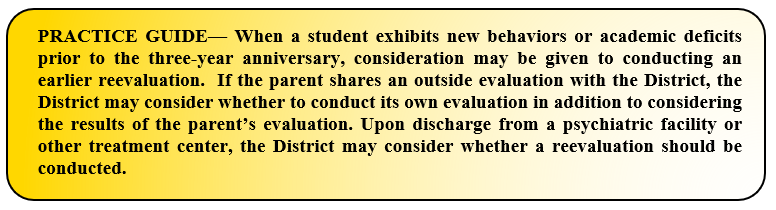 PRACTICE GUIDE— When a student exhibits new behaviors or academic deficits
prior to the three-year anniversary, consideration may be given to conducting an
earlier reevaluation. If the parent shares an outside evaluation with the District, the
District may consider whether to conduct its own evaluation in addition to considering
the results of the parent’s evaluation. Upon discharge from a psychiatric facility or
other treatment center, the District may consider whether a reevaluation should be
conducted.